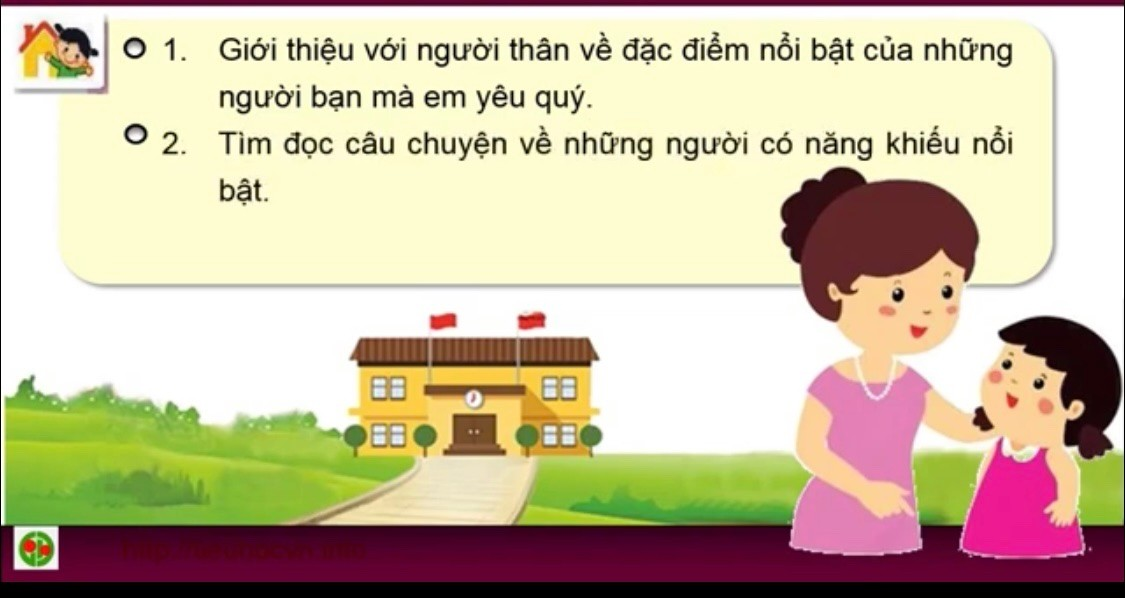 1. Giới thiệu với người thân về đặc điểm nổi bật của những
người bạn mà em yêu quý.
2. Tìm đọc câu chuyện về những người có năng khiếu nổi
bật.